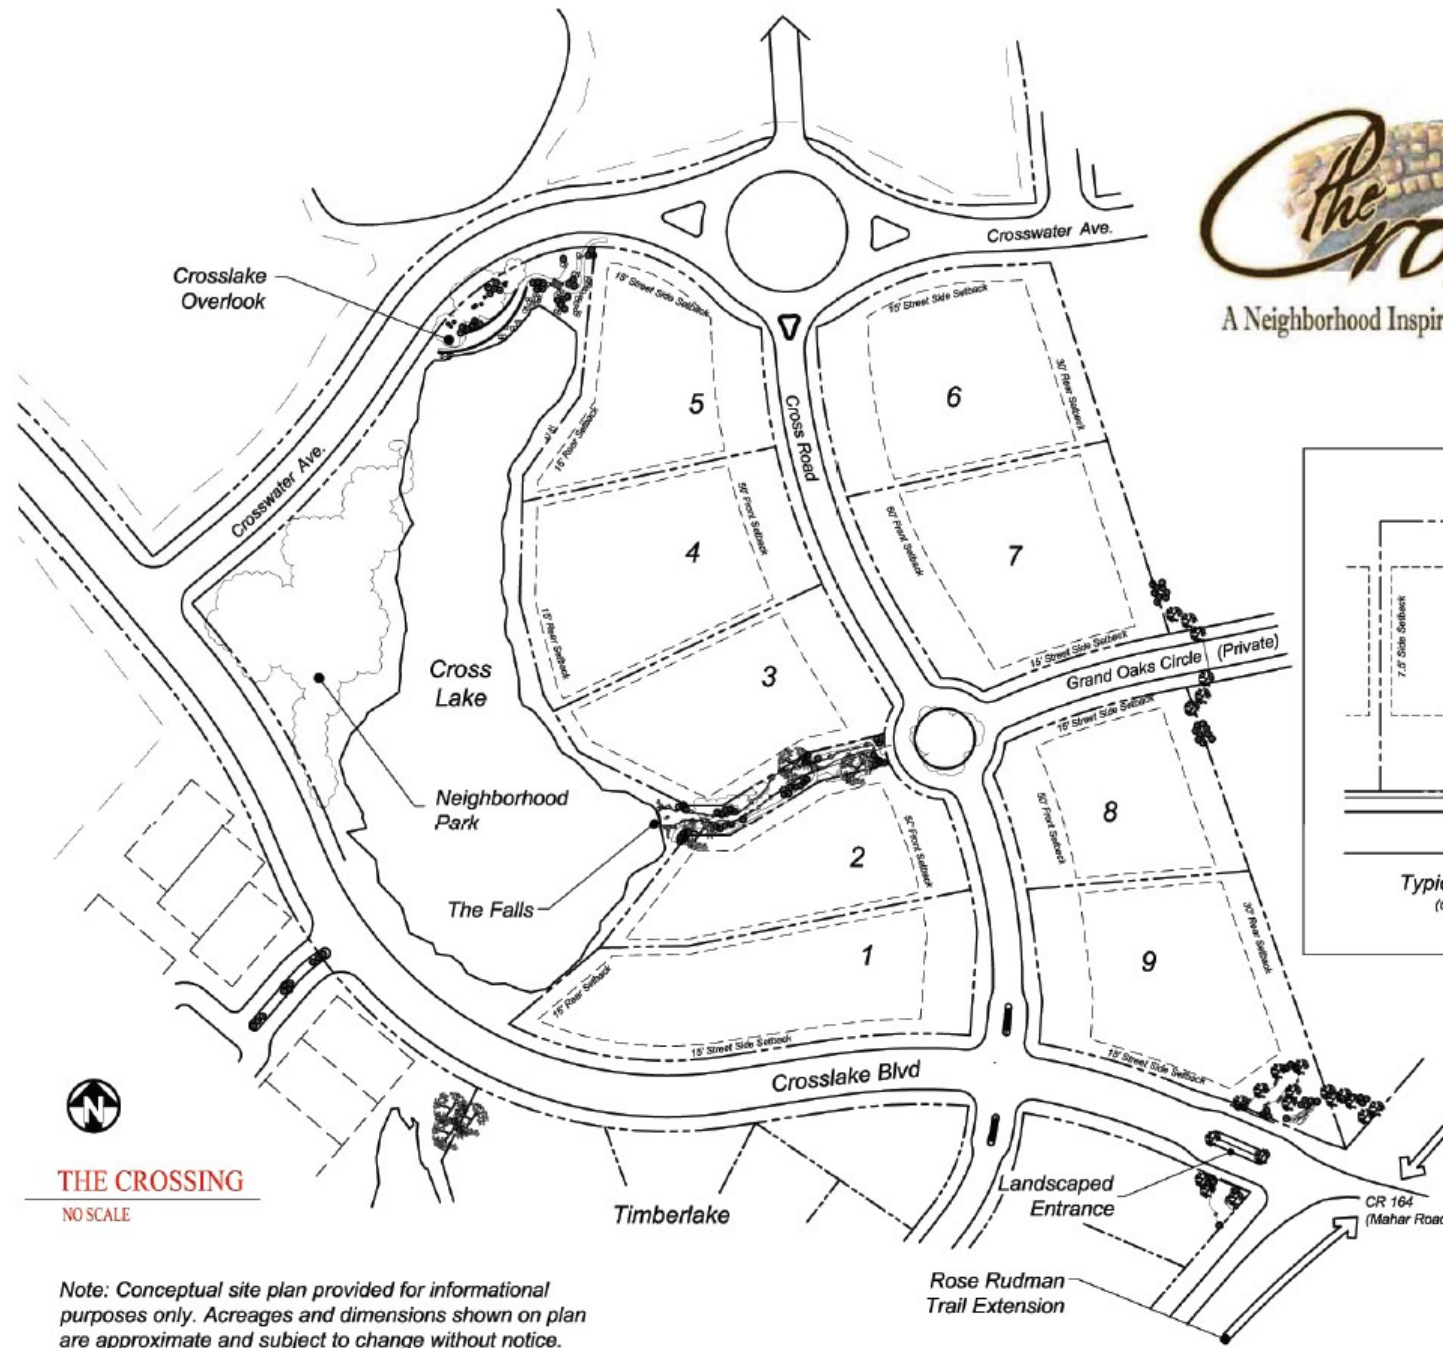 The
A Neighborhood Inspir
Crosswater Ave.
Crosslake
Overlook
15' Street Side Setback
15' Street Side Setback
5
6
30' Rear Setback
15' Rear Setback
Cross Road
Crosswater Ave.
50' Front Setback
4
7
7.5' Side Setback
15' Rear Setback
15' Street Side Setback
Grand Oaks Circle (Private)
Cross
Lake
3
15' Street Side Setback
Neighborhood
Park
50' Front Setback
8
50' Front Setback
2
The Falls
Typic
1
9
30' Rear Setback
15' Rear Setback
15' Street Side Setback
15' Street Side Setback
Crosslake Blvd
N
THE CROSSING
NO SCALE
Landscaped
Entrance
CR 164
(Mahar Road
Timberlake
Rose Rudman
Trail Extension
Note: Conceptual site plan provided for informational
purposes only. Acreages and dimensions shown on plan
are approximate and subject to change without notice.